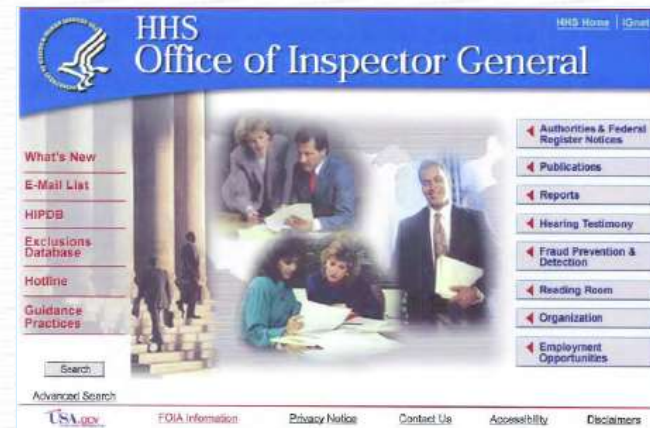 HHS
Office of Inspector General
HHS Home | IGnet
What's New
E-Mail List
HIPDB
Exclusions
Database
Hotline
Guidance
Practices
Search
Advanced Search
Authorities & Federal
Register Notices
Publications
Reports
Hearing Testimony
Fraud Prevention &
Detection
Reading Room
Organization
Employment
Opportunities
USA.gov
FOIA Information
Privacy Notice
Contact Us
Accessibility
Disclaimers